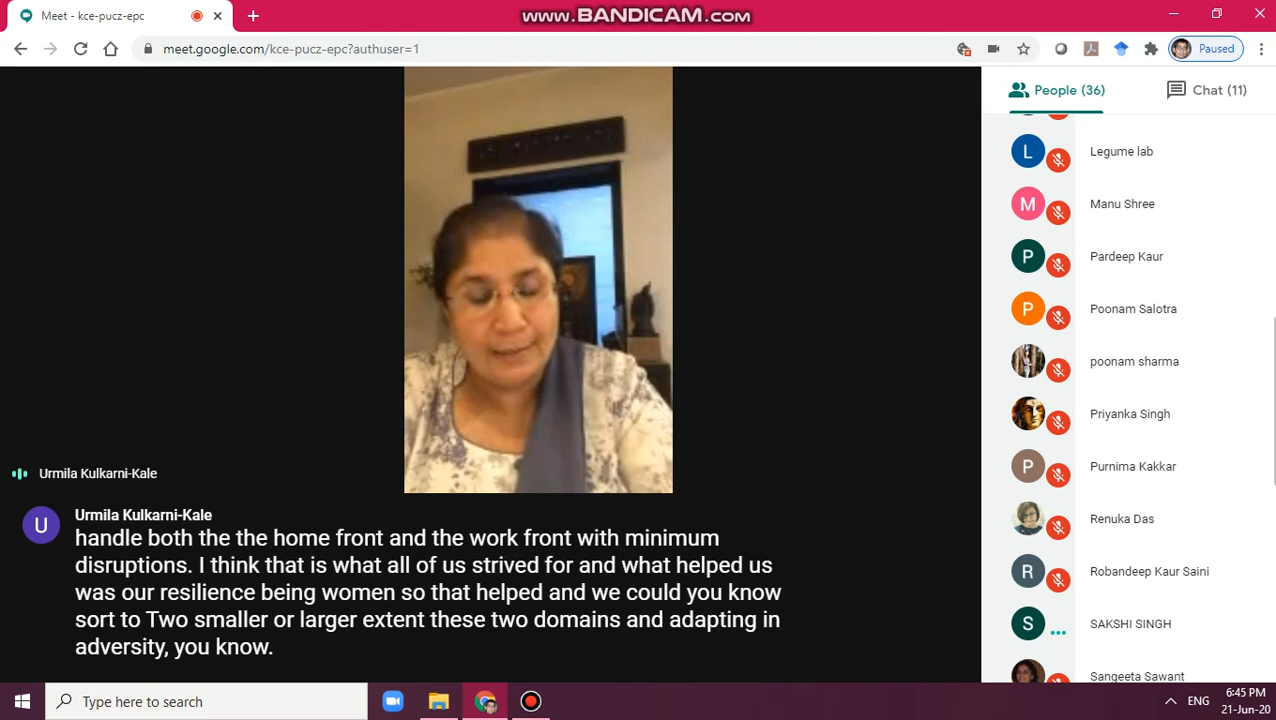 Meet - kce-pucz-epc
www.BANDICAM.com
meet.google.com/kce-pucz-epc?authuser=1
Paused
People (36)
Chat (11)
L
Legume lab
M
Manu Shree
P
Pardeep Kaur
P
Poonam Salotra
poonam sharma
Priyanka Singh
P
Purnima Kakkar
Renuka Das
R
Robandeep Kaur Saini
S
SAKSHI SINGH
Sangeeta Sawant
Urmila Kulkarni-Kale
U
Urmila Kulkarni-Kale
handle both the the home front and the work front with minimum
disruptions. I think that is what all of us strived for and what helped us
was our resilience being women so that helped and we could you know
sort to Two smaller or larger extent these two domains and adapting in
adversity, you know.
Type here to search
ENG
6:45 PM
21-Jun-20